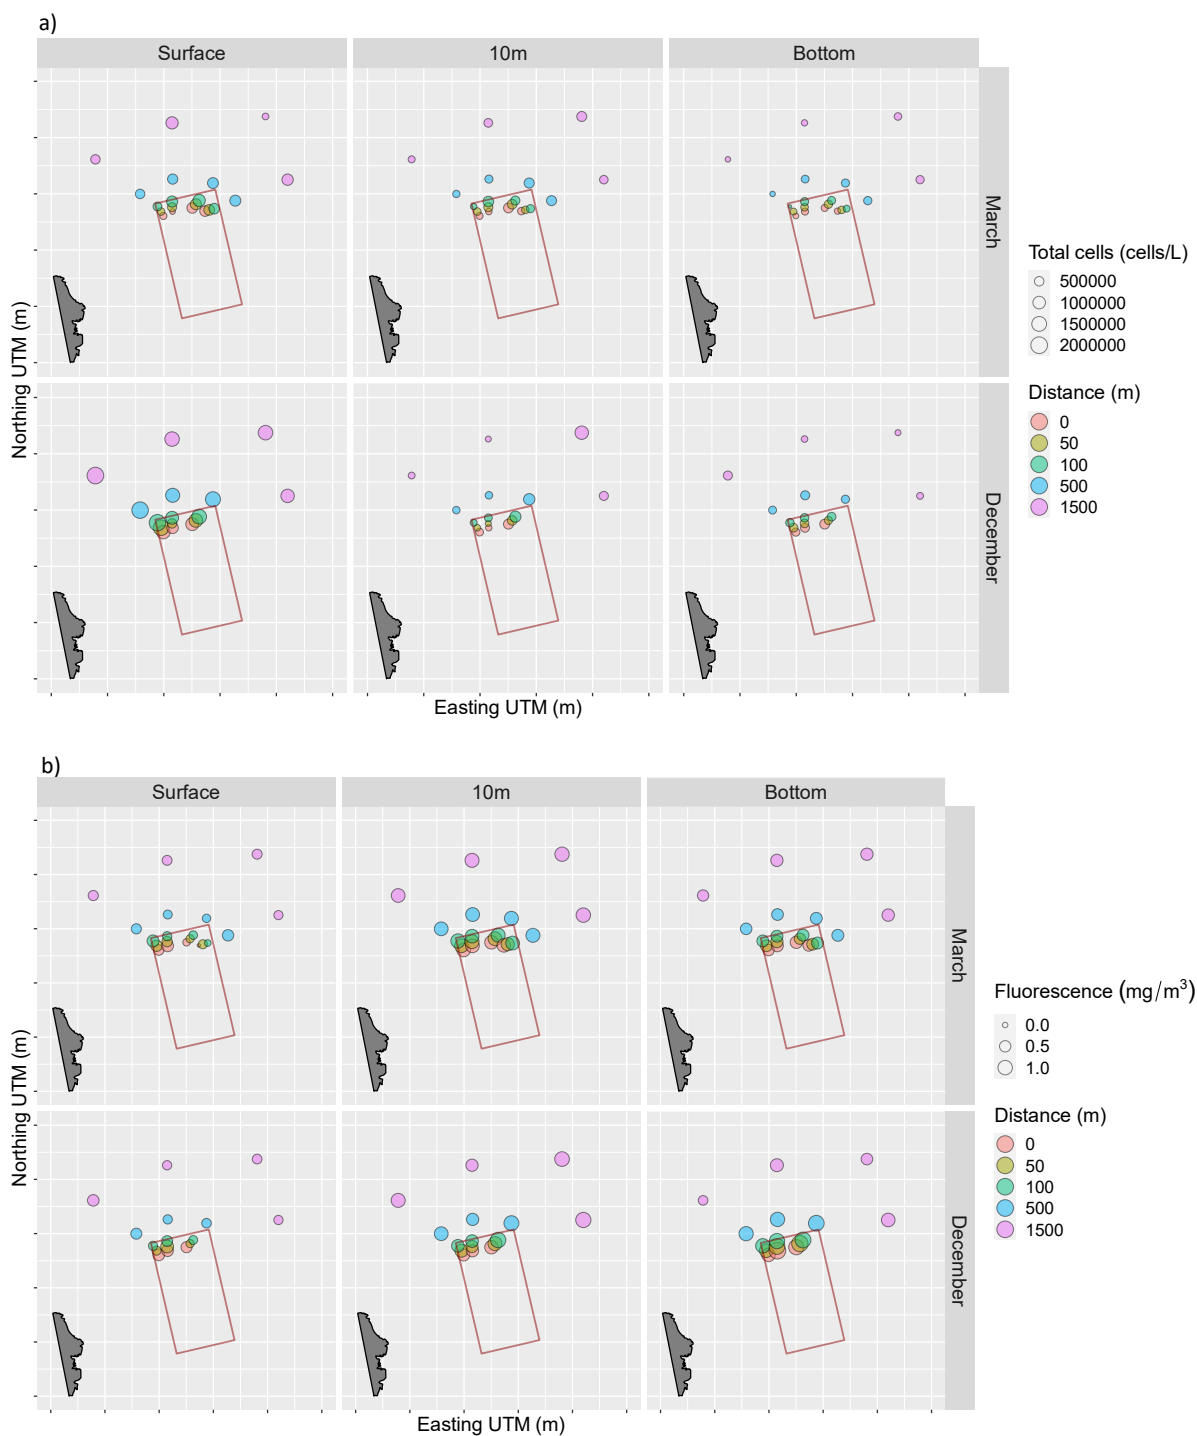 a)
Surface
10m
Bottom
March
December
Northing UTM (m)
Easting UTM (m)
Total cells (cells/L)
500000
1000000
1500000
2000000
Distance (m)
0
50
100
500
1500
b)
Surface
10m
Bottom
March
December
Northing UTM (m)
Easting UTM (m)
Fluorescence (mg/m³)
0.0
0.5
1.0
Distance (m)
0
50
100
500
1500